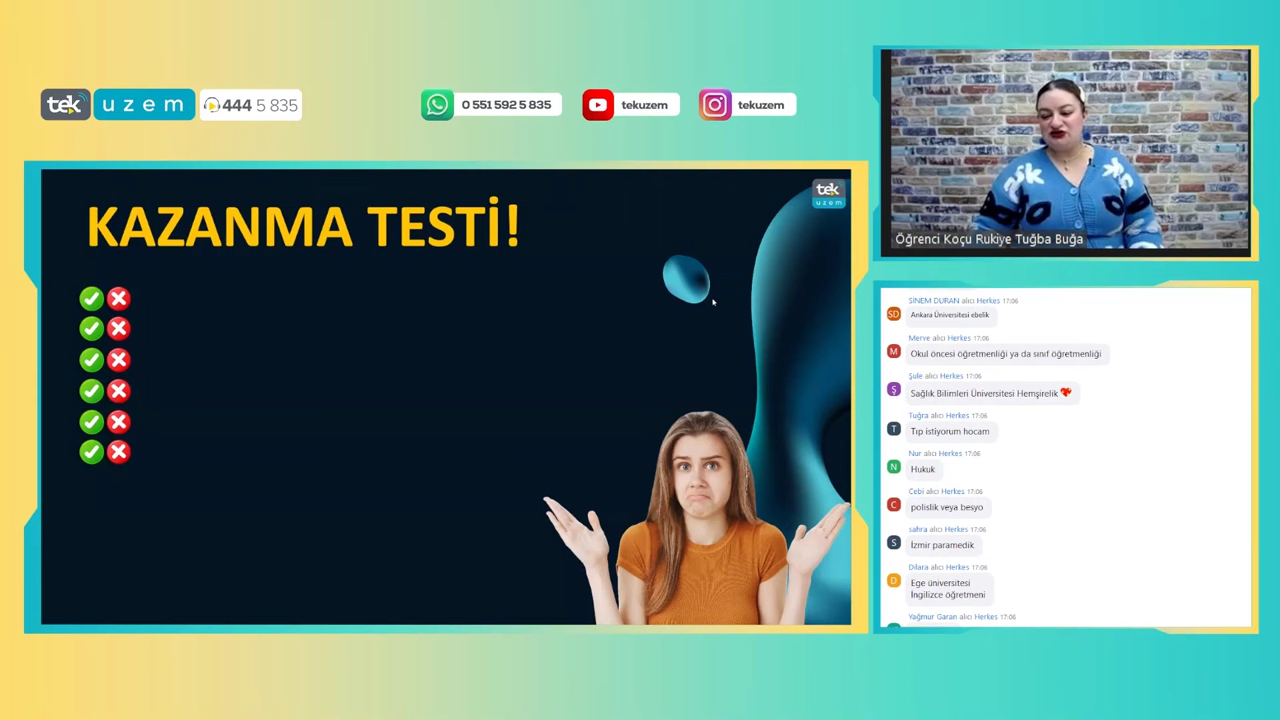 tek uzem 444 5 835
0 551 592 5 835
tekuzem
tekuzem
KAZANMA TESTİ!
tek
uzem
Öğrenci Koçu Rukiye Tuğba Buğa
SİNEM DURAN alıcı Herkes 17:06
SD
Ankara Üniversitesi ebelik
Merve alıcı Herkes 17:06
M
Okul öncesi öğretmenliği ya da sınıf öğretmenliği
Şule alıcı Herkes 17:06
Ş
Sağlık Bilimleri Üniversitesi Hemşirelik
Tuğra alıcı Herkes 17:06
T
Tıp istiyorum hocam
Nur alıcı Herkes 17:06
N
Hukuk
Cebi alıcı Herkes 17:06
C
polislik veya besyo
sahra alıcı Herkes 17:06
S
İzmir paramedik
Dilara alıcı Herkes 17:06
D
Ege üniversitesi
İngilizce öğretmeni
Yağmur Garan alıcı Herkes 17:06